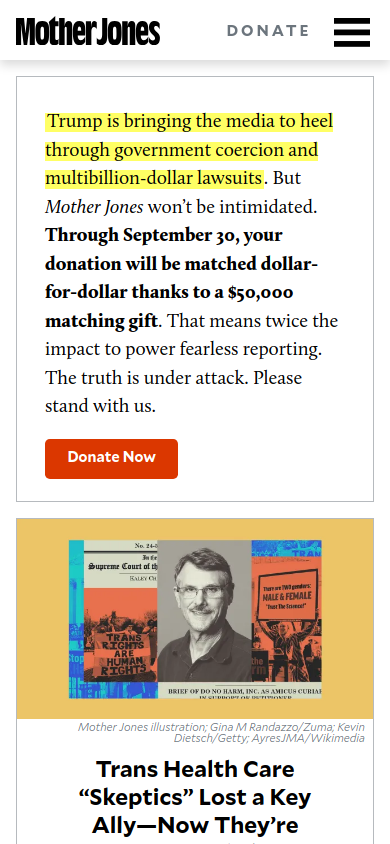 Mother Jones
DONATE
Trump is bringing the media to heel
through government coercion and
multibillion-dollar lawsuits. But
Mother Jones won't be intimidated.
Through September 30, your
donation will be matched dollar-
for-dollar thanks to a $50,000
matching gift. That means twice the
impact to power fearless reporting.
The truth is under attack. Please
stand with us.
Donate Now
No. 24-
Supreme Court of th
KALEY CH
TRANS
RIGHTS
ARE
HUMAN
RIGHTS
There are TWO genders:
MALE & FEMALE
"Trust The Science!"
BRIEF OF DO NO HARM, INC. AS AMICUS CURIAE
IN SUPPORT OF PETITIONER
Mother Jones illustration; Gina M Randazzo/Zuma; Kevin
Dietsch/Getty; AyresJMA/Wikimedia
Trans Health Care
“Skeptics” Lost a Key
Ally—Now They’re